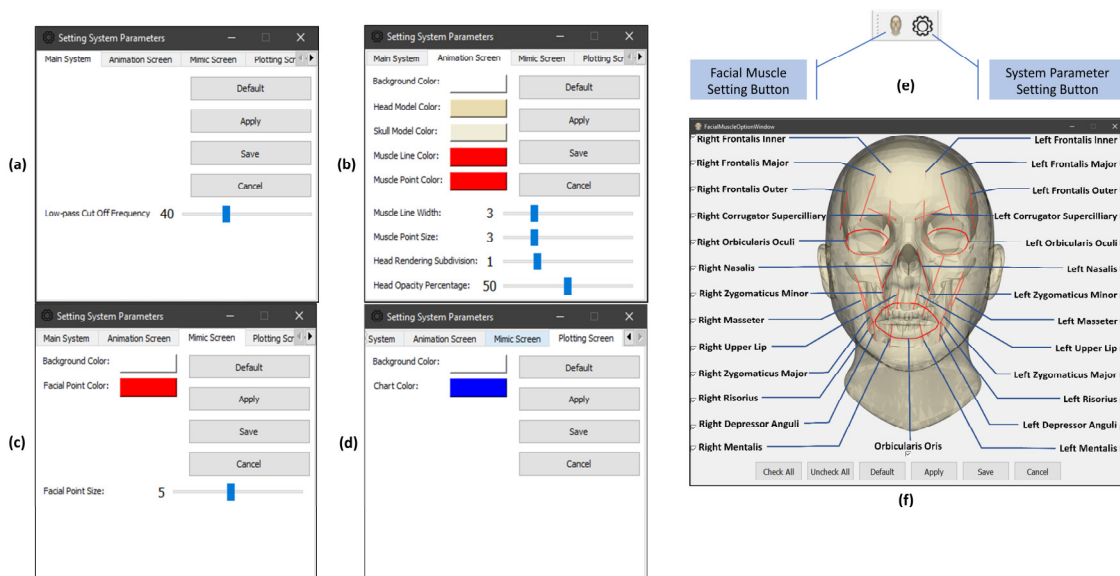 Setting System Parameters
Main System Animation Screen Mimic Screen Plotting Scr
Default
Apply
Save
Cancel
Low-pass Cut Off Frequency 40
(a)
Setting System Parameters
Main System Animation Screen Mimic Screen Plotting Scr
Background Color:
Default
Head Model Color:
Apply
Skull Model Color:
Muscle Line Color:
Save
Muscle Point Color:
Cancel
Muscle Line Width: 3
Muscle Point Size: 3
Head Rendering Subdivision: 1
Head Opacity Percentage: 50
(b)
Setting System Parameters
Main System Animation Screen Mimic Screen Plotting Scr
Background Color:
Default
Facial Point Color:
Apply
Save
Cancel
Facial Point Size: 5
(c)
Setting System Parameters
System Animation Screen Mimic Screen Plotting Screen
Background Color:
Default
Chart Color:
Apply
Save
Cancel
(d)
Facial Muscle
Setting Button
(e)
System Parameter
Setting Button
FacialMuscleOptionWindow
Right Frontalis Inner Left Frontalis Inner
Right Frontalis Major Left Frontalis Major
Right Frontalis Outer Left Frontalis Outer
Right Corrugator Supercilliary Left Corrugator Supercilliary
Right Orbicularis Oculi Left Orbicularis Oculi
Right Nasalis Left Nasalis
Right Zygomaticus Minor Left Zygomaticus Minor
Right Masseter Left Masseter
Right Upper Lip Left Upper Lip
Right Zygomaticus Major Left Zygomaticus Major
Right Risorius Left Risorius
Right Depressor Anguli Left Depressor Anguli
Right Mentalis Orbicularis Oris Left Mentalis
Check All Uncheck All Default Apply Save Cancel
(f)